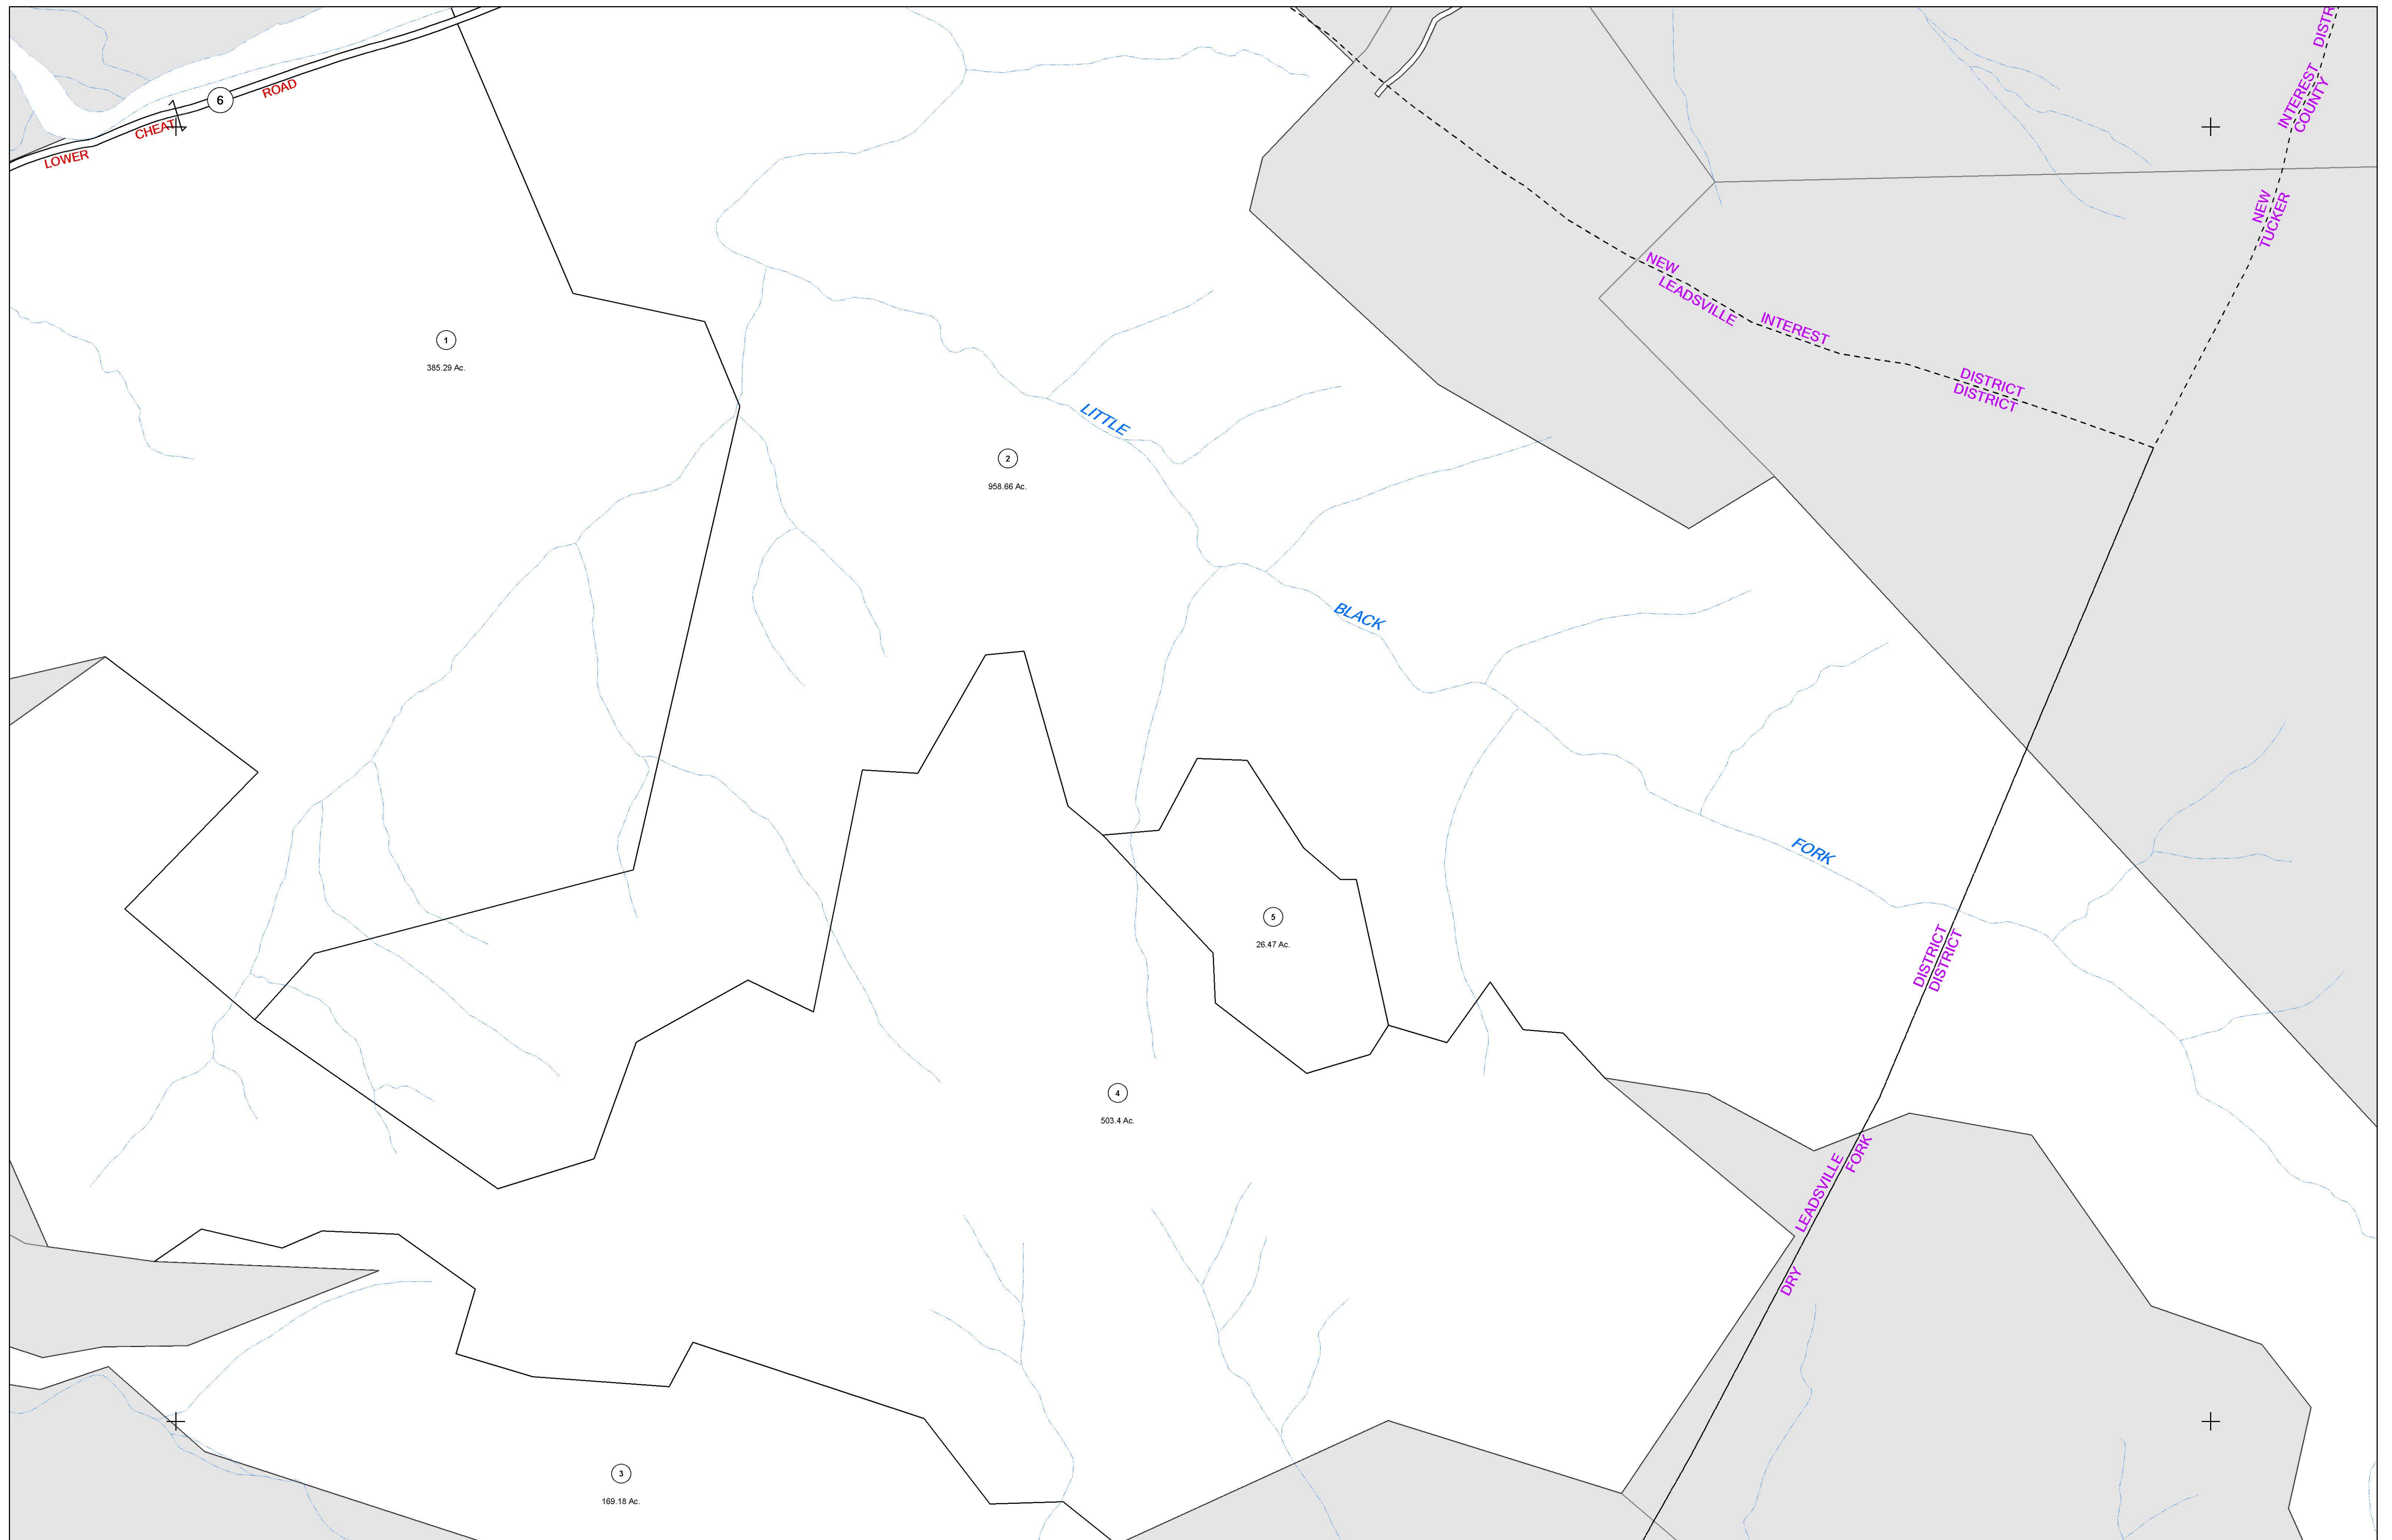 DISTR
INTEREST
COUNTY
NEW
TUCKER
6
LOWER CHEAT ROAD
NEW INTEREST DISTRICT
LEADSVILLE DISTRICT
1
385.29 Ac.
LITTLE BLACK FORK
2
958.66 Ac.
5
26.47 Ac.
LEADSVILLE DISTRICT
DRY FORK DISTRICT
4
503.4 Ac.
3
169.18 Ac.